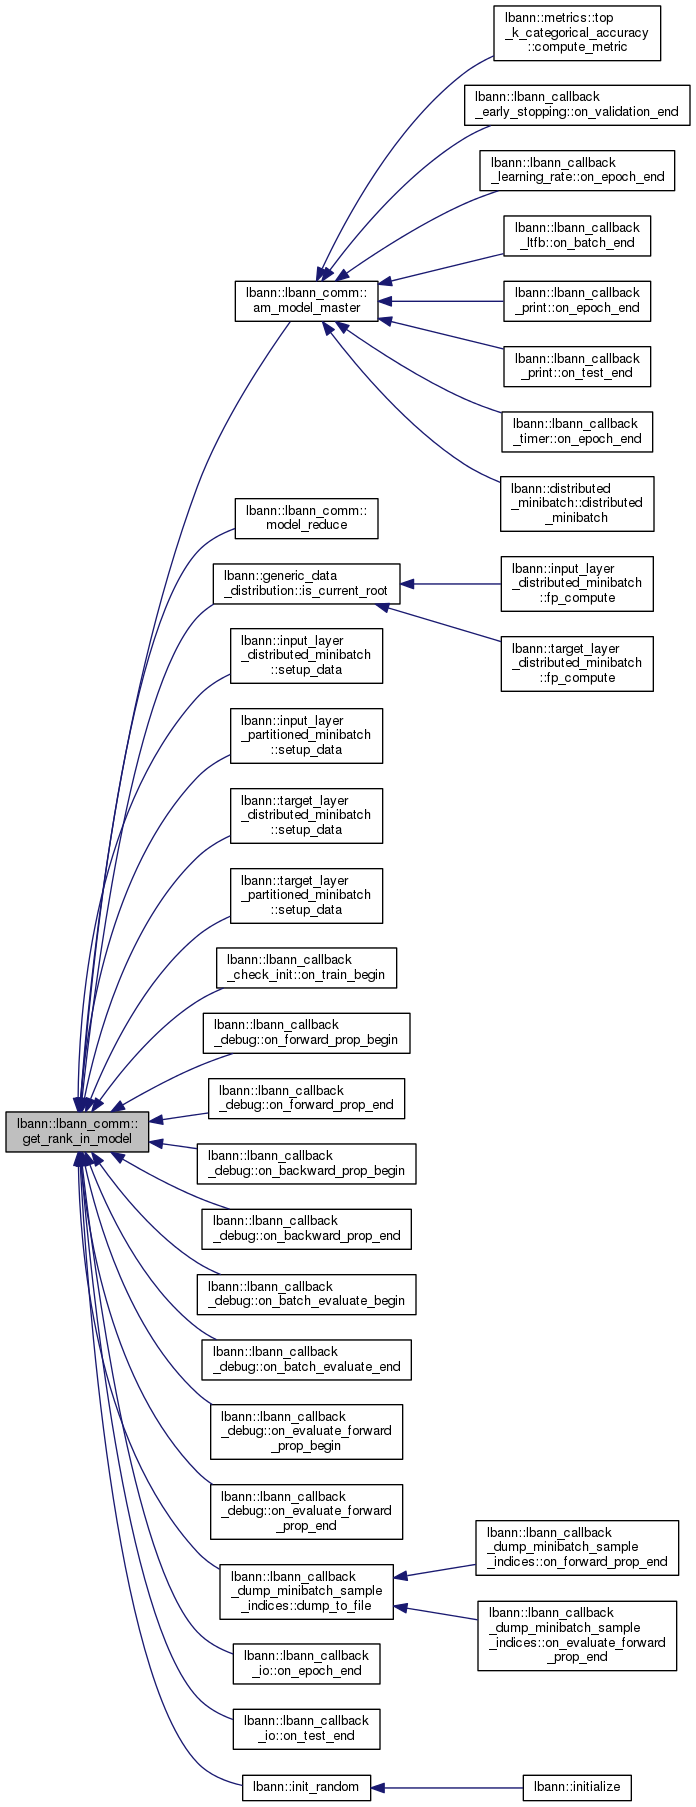 lbann::metrics::top
_k_categorical_accuracy
::compute_metric
lbann::lbann_callback
_early_stopping::on_validation_end
lbann::lbann_callback
_learning_rate::on_epoch_end
lbann::lbann_callback
_ltfb::on_batch_end
lbann::lbann_comm::
am_model_master
lbann::lbann_callback
_print::on_epoch_end
lbann::lbann_callback
_print::on_test_end
lbann::lbann_callback
_timer::on_epoch_end
lbann::distributed
_minibatch::distributed
_minibatch
lbann::lbann_comm::
model_reduce
lbann::generic_data
_distribution::is_current_root
lbann::input_layer
_distributed_minibatch
::fp_compute
lbann::target_layer
_distributed_minibatch
::fp_compute
lbann::input_layer
_distributed_minibatch
::setup_data
lbann::input_layer
_partitioned_minibatch
::setup_data
lbann::target_layer
_distributed_minibatch
::setup_data
lbann::target_layer
_partitioned_minibatch
::setup_data
lbann::lbann_callback
_check_init::on_train_begin
lbann::lbann_callback
_debug::on_forward_prop_begin
lbann::lbann_callback
_debug::on_forward_prop_end
lbann::lbann_comm::
get_rank_in_model
lbann::lbann_callback
_debug::on_backward_prop_begin
lbann::lbann_callback
_debug::on_backward_prop_end
lbann::lbann_callback
_debug::on_batch_evaluate_begin
lbann::lbann_callback
_debug::on_batch_evaluate_end
lbann::lbann_callback
_debug::on_evaluate_forward
_prop_begin
lbann::lbann_callback
_debug::on_evaluate_forward
_prop_end
lbann::lbann_callback
_dump_minibatch_sample
_indices::dump_to_file
lbann::lbann_callback
_dump_minibatch_sample
_indices::on_forward_prop_end
lbann::lbann_callback
_dump_minibatch_sample
_indices::on_evaluate_forward
_prop_end
lbann::lbann_callback
_io::on_epoch_end
lbann::lbann_callback
_io::on_test_end
lbann::init_random
lbann::initialize